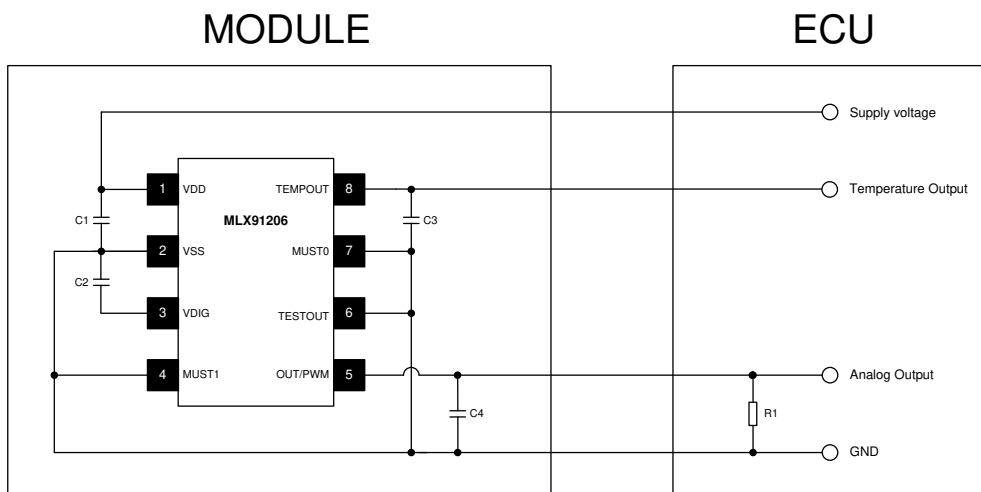 MODULE
ECU
Supply voltage
1 VDD
TEMPOUT 8
Temperature Output
MLX91206
C1
C3
2 VSS
MUST0 7
C2
3 VDIG
TESTOUT 6
4 MUST1
OUT/PWM 5
Analog Output
C4
R1
GND